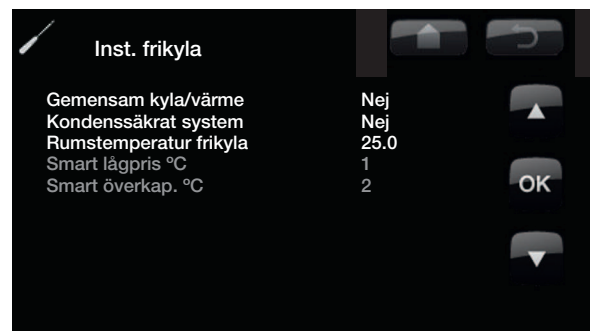 Inst. frikyla
Gemensam kyla/värme Nej
Kondenssäkrat system Nej
Rumstemperatur frikyla 25.0
Smart lågpris ºC 1
Smart överkap. ºC 2
OK